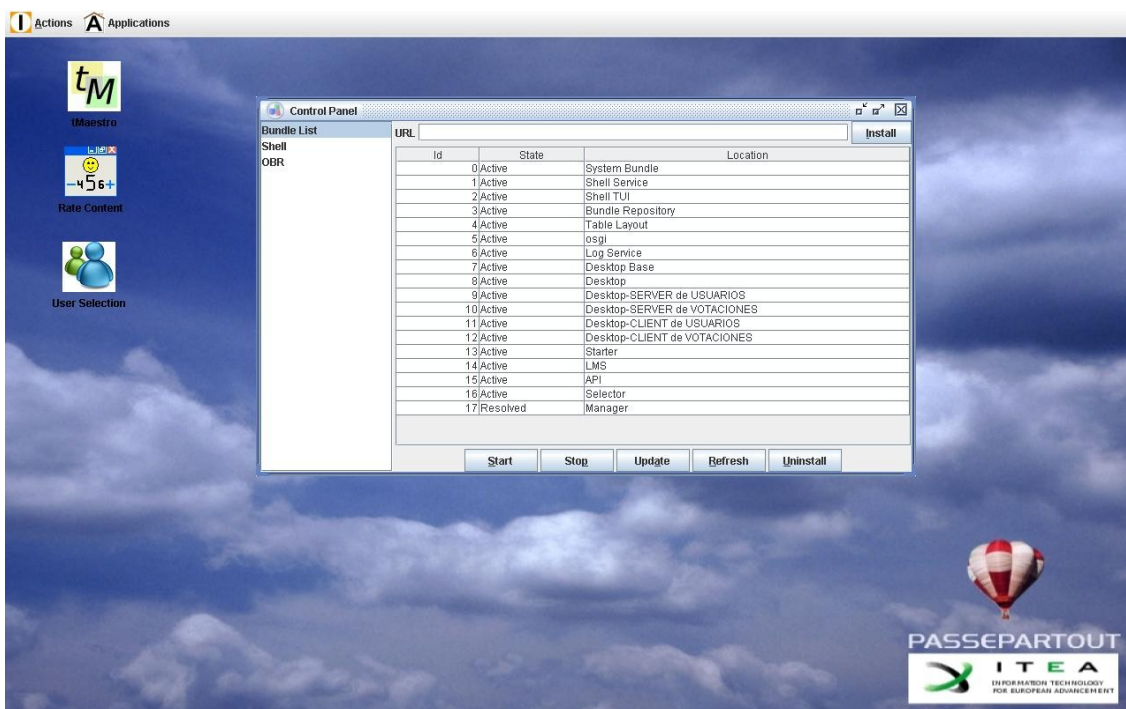 Actions Applications
tM
tMaestro
-456+
Rate Content
User Selection
Control Panel
Bundle List
Shell
OBR
URL Install
Id State Location
0 Active System Bundle
1 Active Shell Service
2 Active Shell TUI
3 Active Bundle Repository
4 Active Table Layout
5 Active osgi
6 Active Log Service
7 Active Desktop Base
8 Active Desktop
9 Active Desktop-SERVER de USUARIOS
10 Active Desktop-SERVER de VOTACIONES
11 Active Desktop-CLIENT de USUARIOS
12 Active Desktop-CLIENT de VOTACIONES
13 Active Starter
14 Active LMS
15 Active API
16 Active Selector
17 Resolved Manager
Start Stop Update Refresh Uninstall
PASSEPARTOUT
ITEA
INFORMATION TECHNOLOGY
FOR EUROPEAN ADVANCEMENT